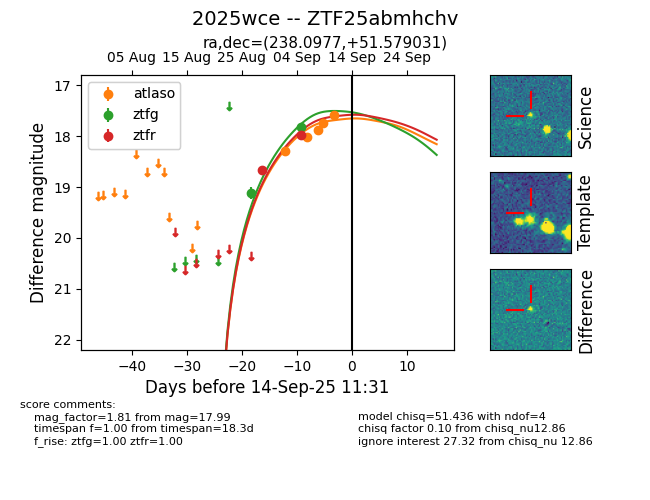 2025wce -- ZTF25abmhchv
ra,dec=(238.0977,+51.579031)
05 Aug 15 Aug 25 Aug 04 Sep 14 Sep 24 Sep
atlaso
ztfg
ztfr
17
18
19
20
21
22
Difference magnitude
−40 −30 −20 −10 0 10
Days before 14-Sep-25 11:31
Science
Template
Difference
score comments:
mag_factor=1.81 from mag=17.99
timespan f=1.00 from timespan=18.3d
f_rise: ztfg=1.00 ztfr=1.00
model chisq=51.436 with ndof=4
chisq factor 0.10 from chisq_nu12.86
ignore interest 27.32 from chisq_nu 12.86